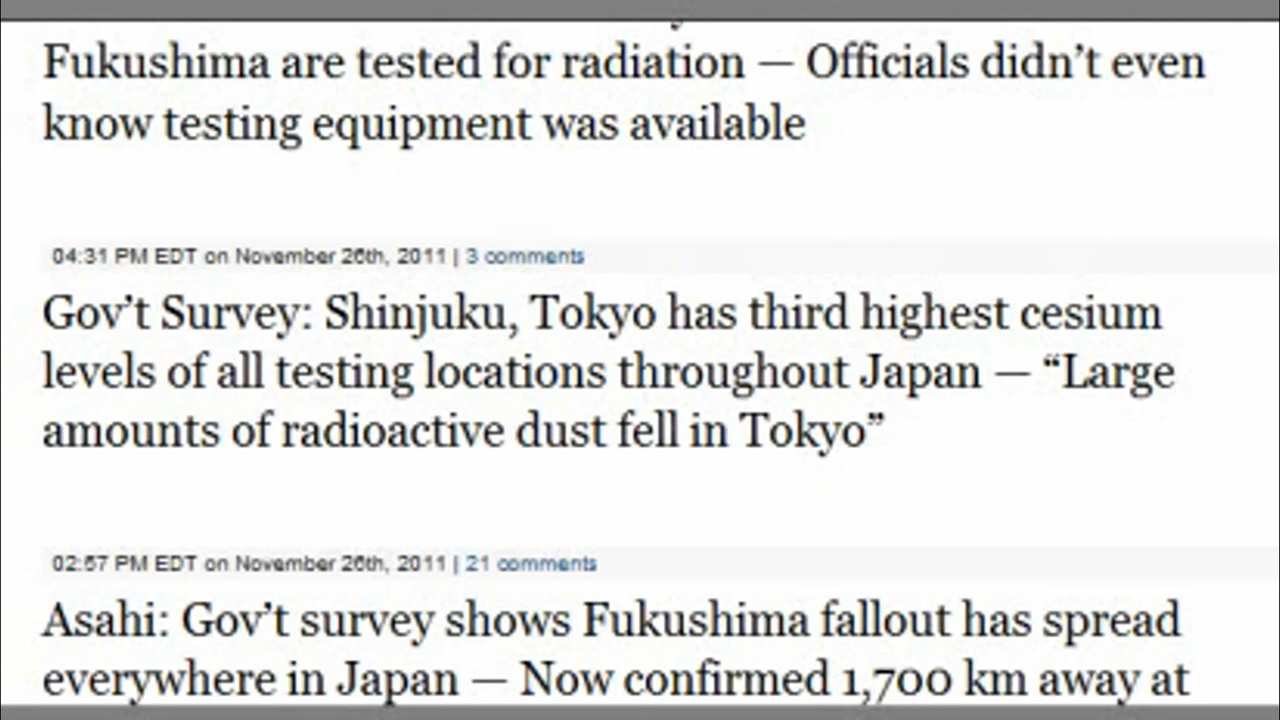 Fukushima are tested for radiation — Officials didn’t even
know testing equipment was available
04:31 PM EDT on November 26th, 2011 | 3 comments
Gov’t Survey: Shinjuku, Tokyo has third highest cesium
levels of all testing locations throughout Japan — “Large
amounts of radioactive dust fell in Tokyo”
02:57 PM EDT on November 26th, 2011 | 21 comments
Asahi: Gov’t survey shows Fukushima fallout has spread
everywhere in Japan — Now confirmed 1,700 km away at